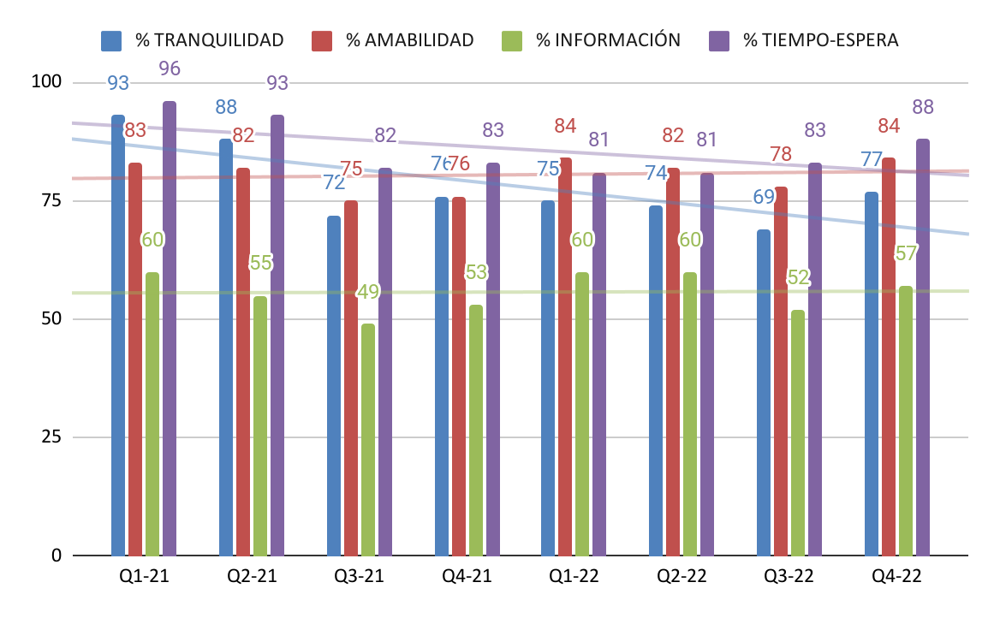 % TRANQUILIDAD % AMABILIDAD % INFORMACIÓN % TIEMPO-ESPERA
100
75
50
25
0
93 83 60 96
88 82 55 93
72 75 49 82
76 76 53 83
75 84 60 81
74 82 60 81
69 78 52 83
77 84 57 88
Q1-21 Q2-21 Q3-21 Q4-21 Q1-22 Q2-22 Q3-22 Q4-22